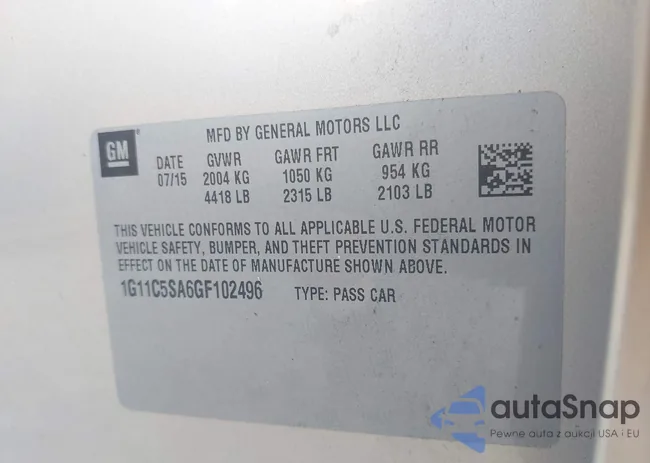 GM
MFD BY GENERAL MOTORS LLC
DATE GVWR GAWR FRT GAWR RR
07/15 2004 KG 1050 KG 954 KG
4418 LB 2315 LB 2103 LB
THIS VEHICLE CONFORMS TO ALL APPLICABLE U.S. FEDERAL MOTOR
VEHICLE SAFETY, BUMPER, AND THEFT PREVENTION STANDARDS IN
EFFECT ON THE DATE OF MANUFACTURE SHOWN ABOVE.
1G11C5SA6GF102496 TYPE: PASS CAR
autaSnap
Pewne auta z aukcji USA i EU